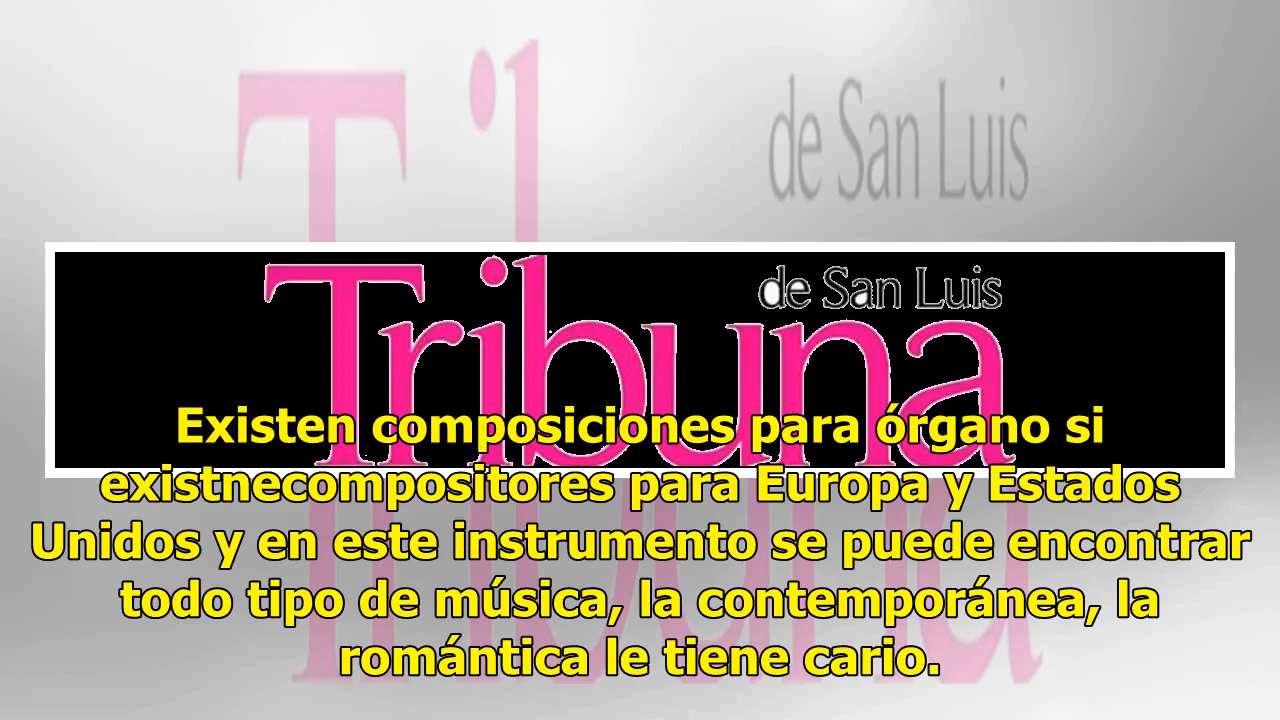 de San Luis
de San Luis
Tribuna
Existen composiciones para órgano si
existnecompositores para Europa y Estados
Unidos y en este instrumento se puede encontrar
todo tipo de música, la contemporánea, la
romántica le tiene cario.